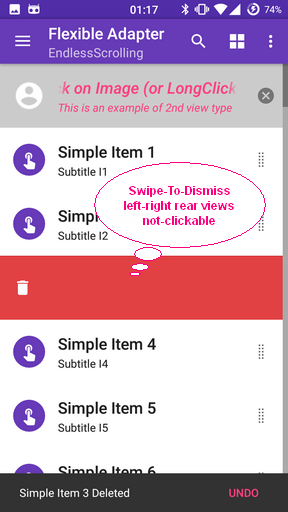 01:17
74%
Flexible Adapter
EndlessScrolling
k on Image (or LongClick
This is an example of 2nd view type
Simple Item 1
Subtitle I1
Swipe-To-Dismiss
left-right rear views
not-clickable
Subtitle I2
Simple Item 4
Subtitle I4
Simple Item 5
Subtitle I5
Simple Item 6
Simple Item 3 Deleted
UNDO